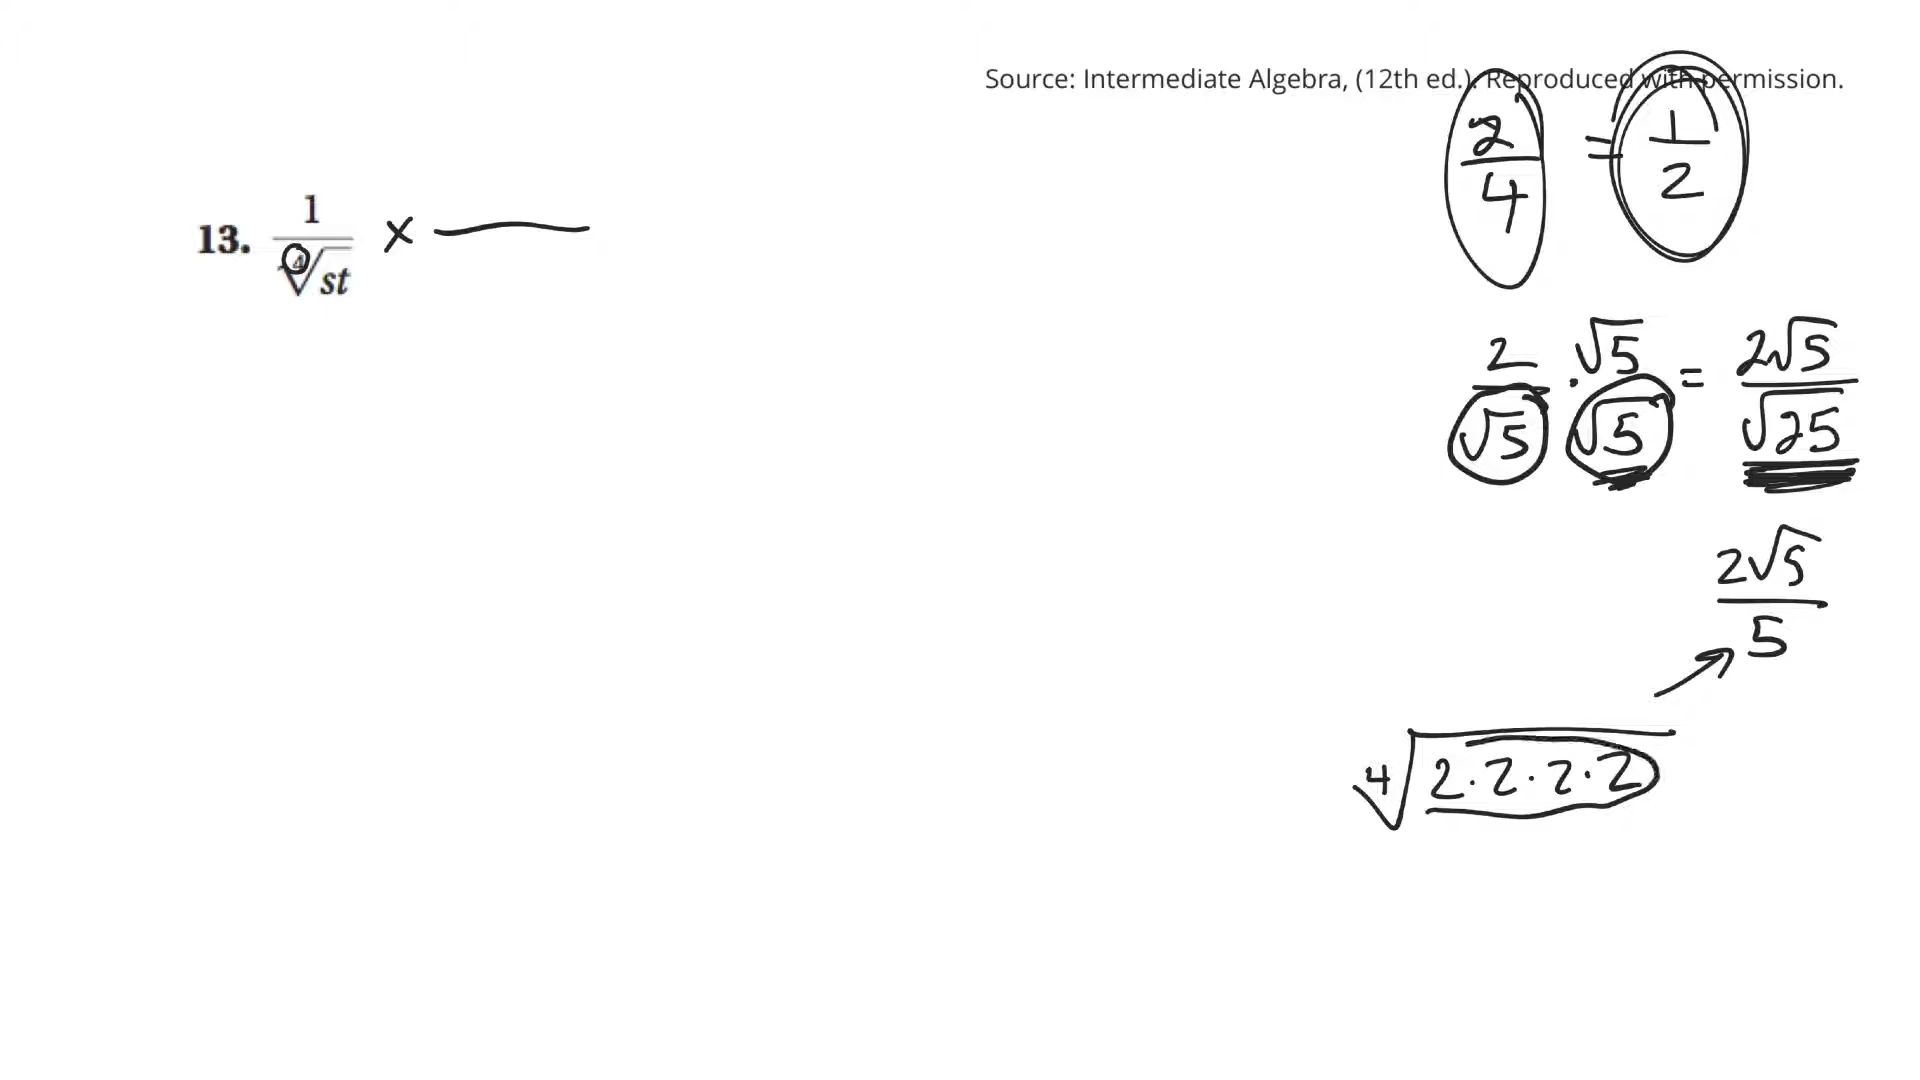 Source: Intermediate Algebra, (12th ed.). Reproduced with permission.
2/4 = 1/2
13. 1/∜st ×
2/√5 · √5/√5 = 2√5/√25
2√5/5
∜2·2·2·2